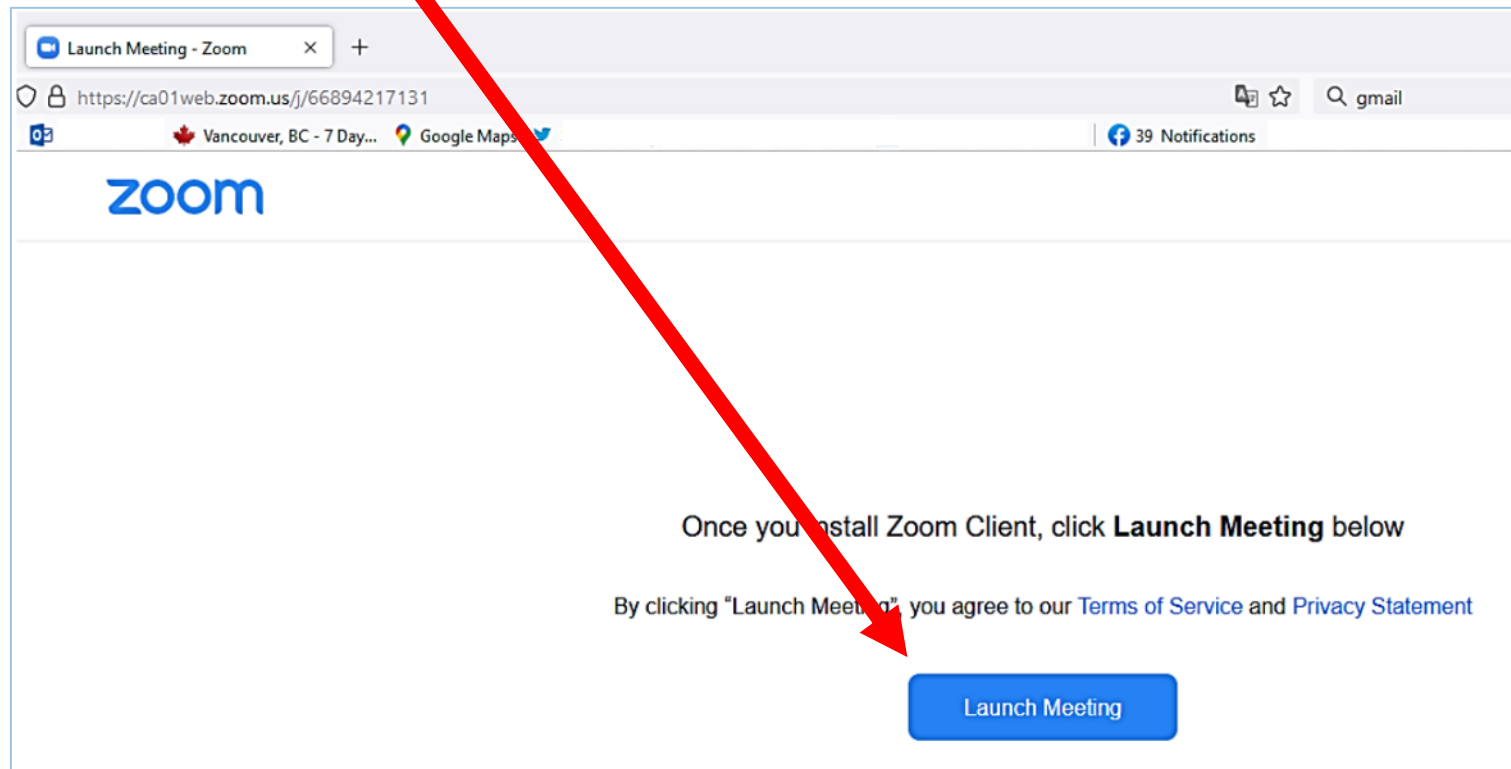 Launch Meeting - Zoom
https://ca01web.zoom.us/j/66894217131 gmail
Vancouver, BC - 7 Day... Google Maps 39 Notifications
zoom
Once you install Zoom Client, click Launch Meeting below
By clicking “Launch Meeting”, you agree to our Terms of Service and Privacy Statement
Launch Meeting